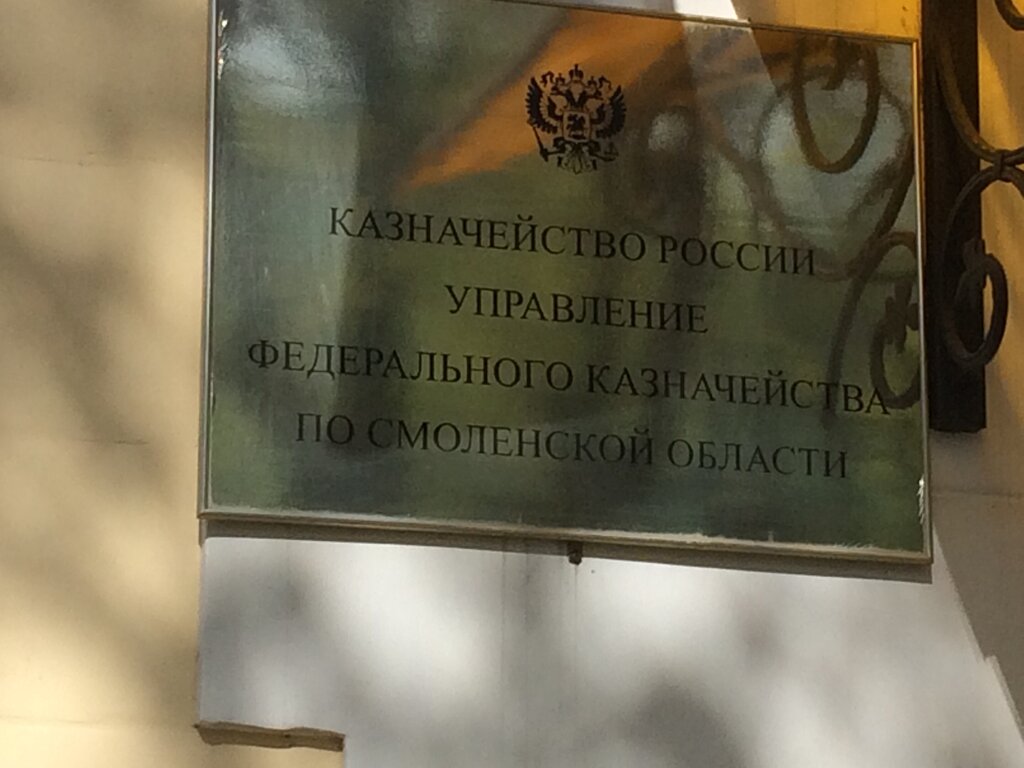 КАЗНАЧЕЙСТВО РОССИИ
УПРАВЛЕНИЕ
ФЕДЕРАЛЬНОГО КАЗНАЧЕЙСТВА
ПО СМОЛЕНСКОЙ ОБЛАСТИ